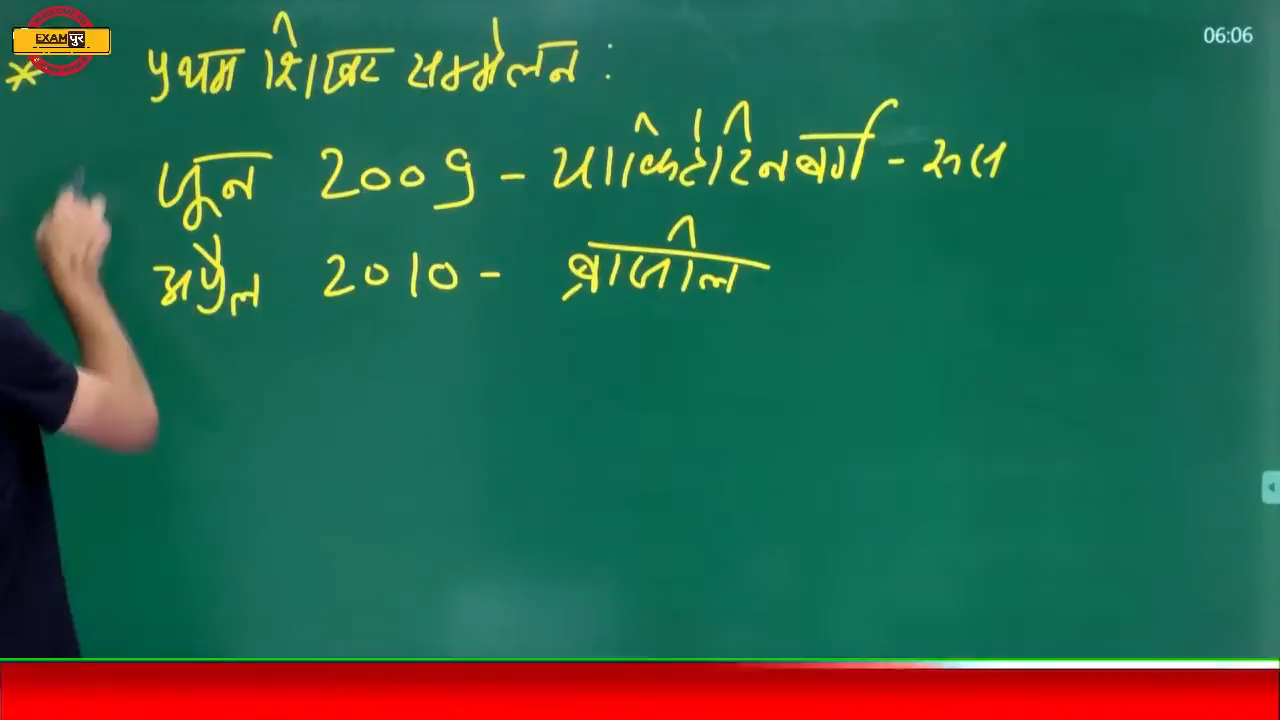 EXAMपुर
06:06
* प्रथम शिखर सम्मेलन :
जून 2009 - याकिटेरिनबर्ग - रूस
अप्रैल 2010 - ब्राजील